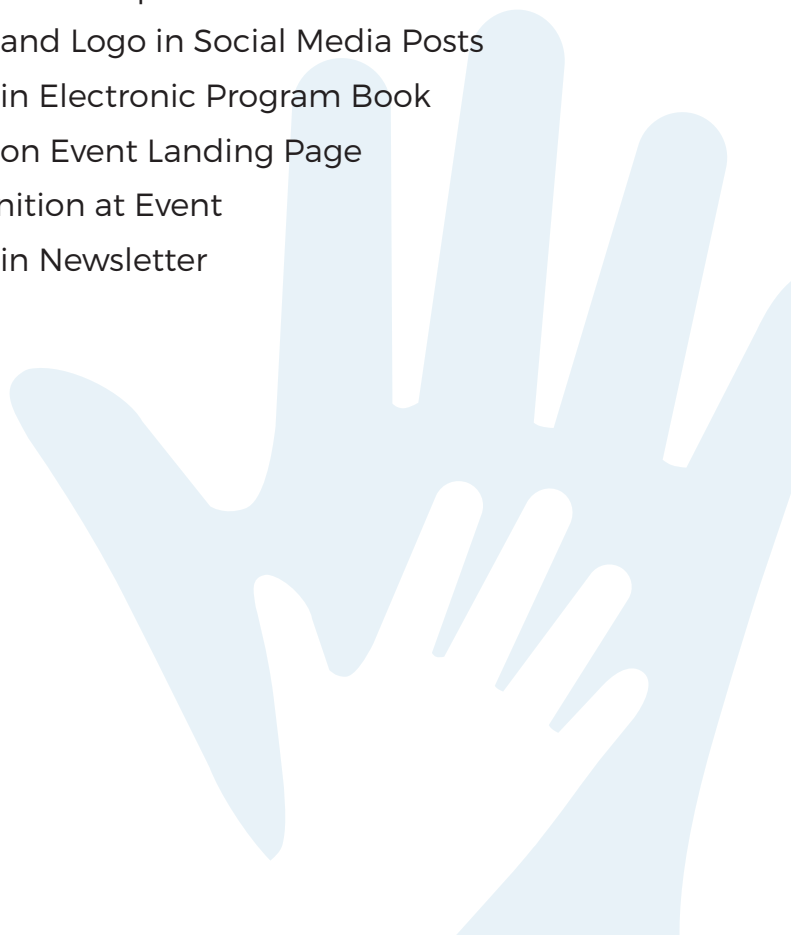 and Logo in Social Media Posts
in Electronic Program Book
on Event Landing Page
nition at Event
in Newsletter